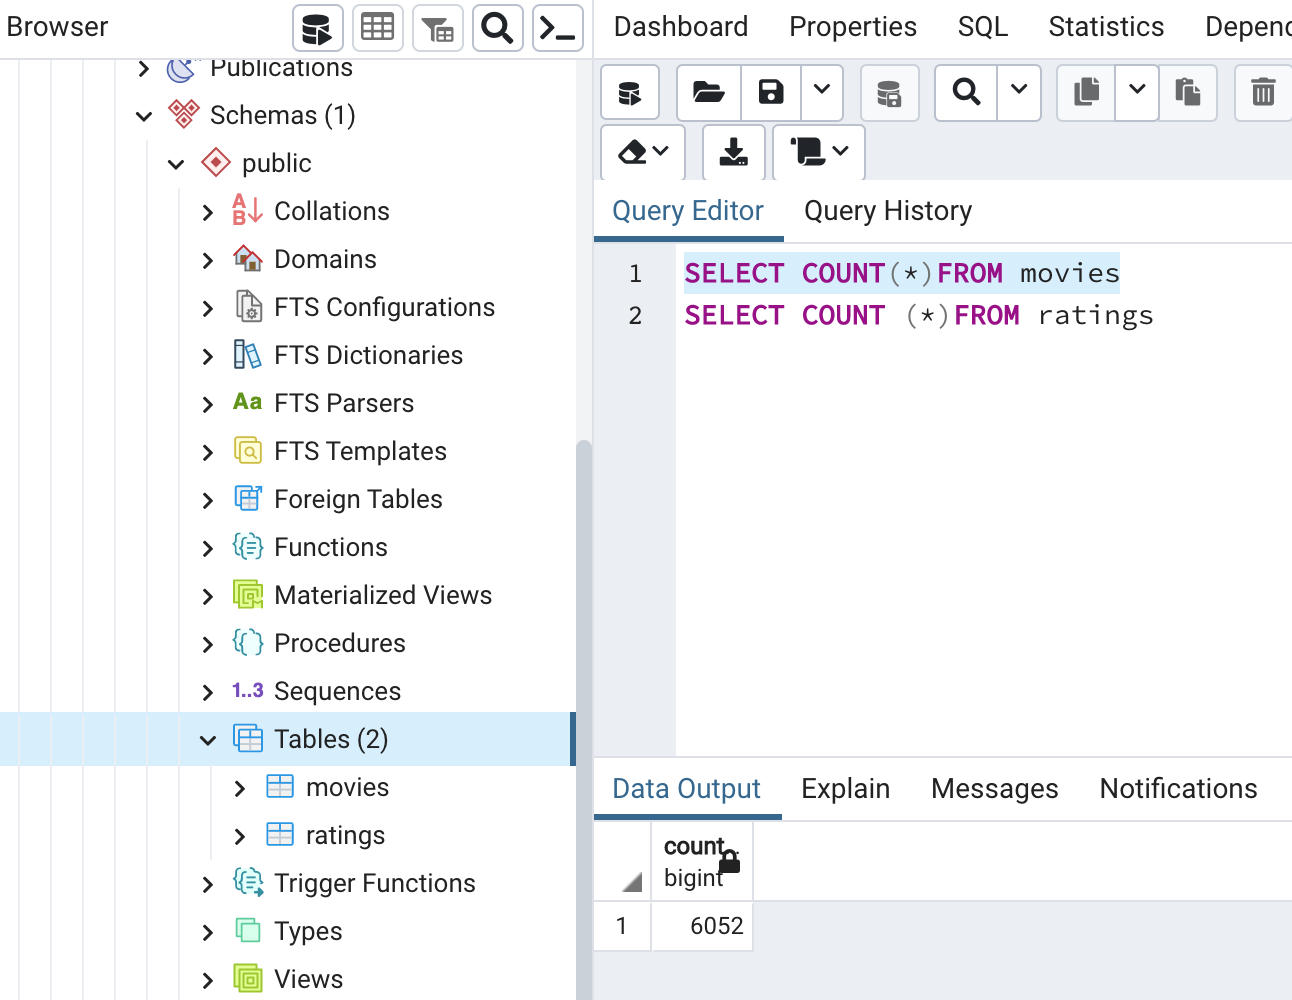 Browser
Publications
Schemas (1)
public
Collations
Domains
FTS Configurations
FTS Dictionaries
Aa FTS Parsers
FTS Templates
Foreign Tables
Functions
Materialized Views
Procedures
1..3 Sequences
Tables (2)
movies
ratings
Trigger Functions
Types
Views
Dashboard Properties SQL Statistics
Query Editor Query History
1 SELECT COUNT(*)FROM movies
2 SELECT COUNT (*)FROM ratings
Data Output Explain Messages Notifications
count
bigint
1 6052